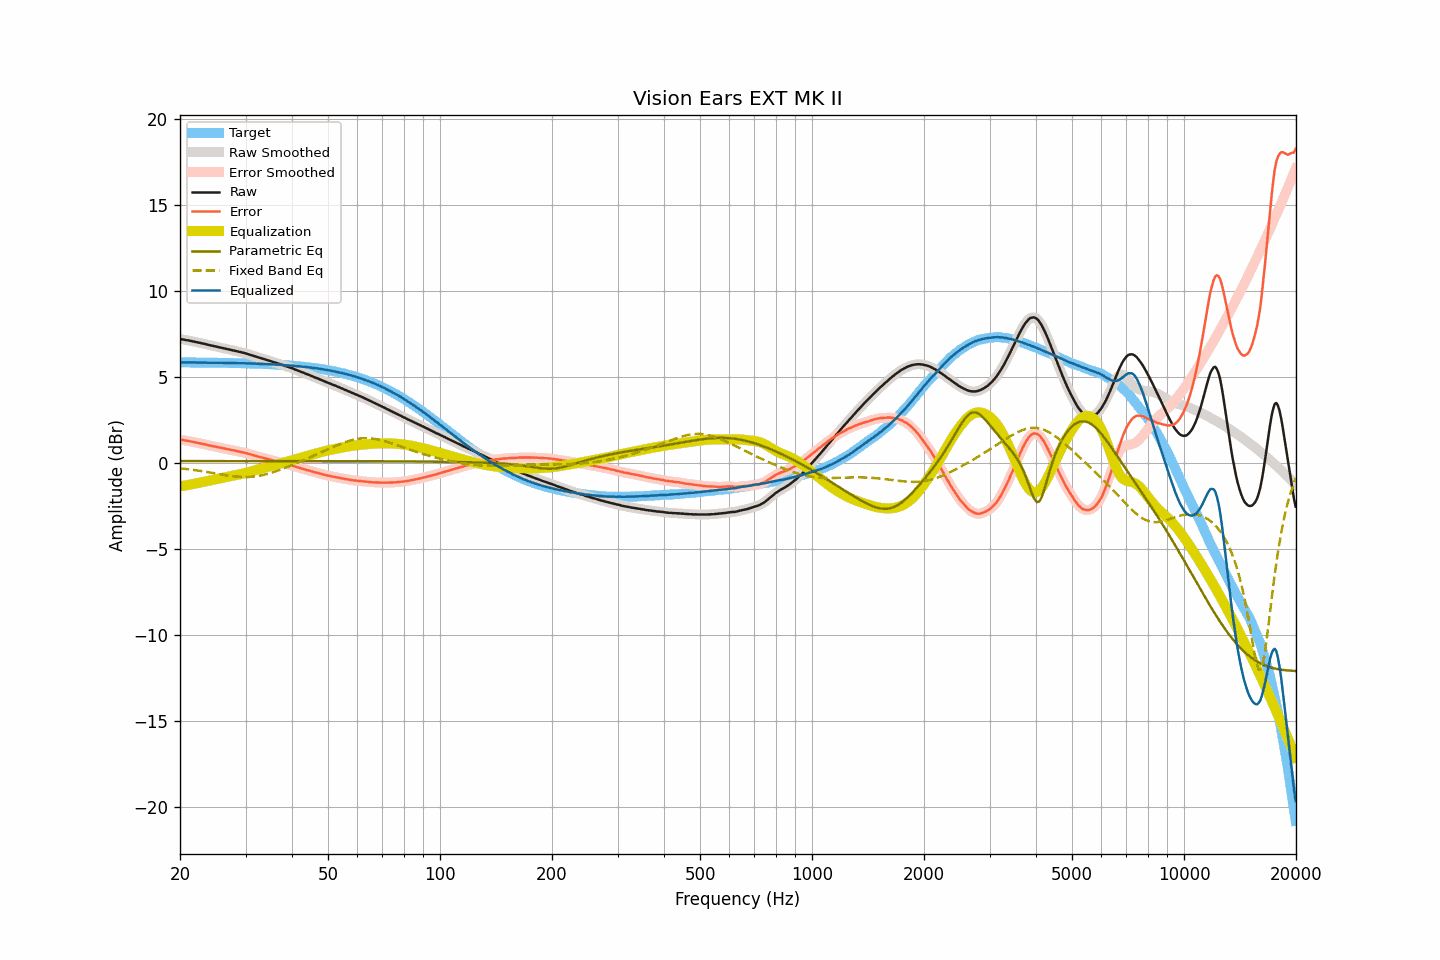 Vision Ears EXT MK II
20
15
10
5
0
−5
−10
−15
−20
Amplitude (dBr)
Target
Raw Smoothed
Error Smoothed
Raw
Error
Equalization
Parametric Eq
Fixed Band Eq
Equalized
20 50 100 200 500 1000 2000 5000 10000 20000
Frequency (Hz)